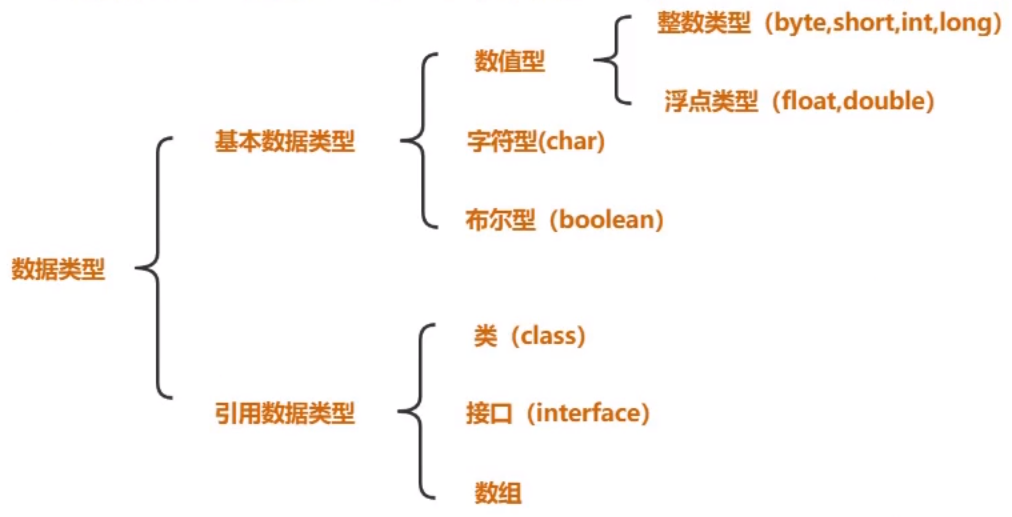 数据类型
基本数据类型
数值型
整数类型（byte,short,int,long）
浮点类型（float,double）
字符型(char)
布尔型（boolean）
引用数据类型
类（class）
接口（interface）
数组